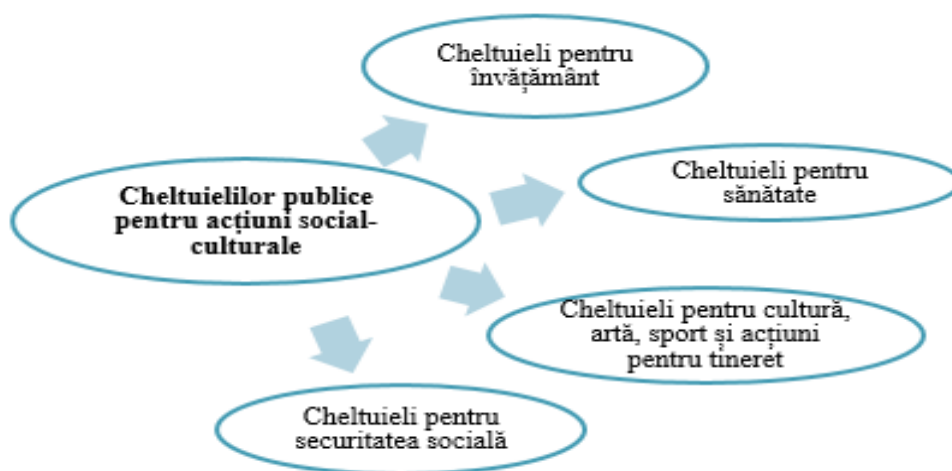 Cheltuieli pentru
învățământ
Cheltuielilor publice
pentru acțiuni social-
culturale
Cheltuieli pentru
sănătate
Cheltuieli pentru cultură,
artă, sport și acțiuni
pentru tineret
Cheltuieli pentru
securitatea socială